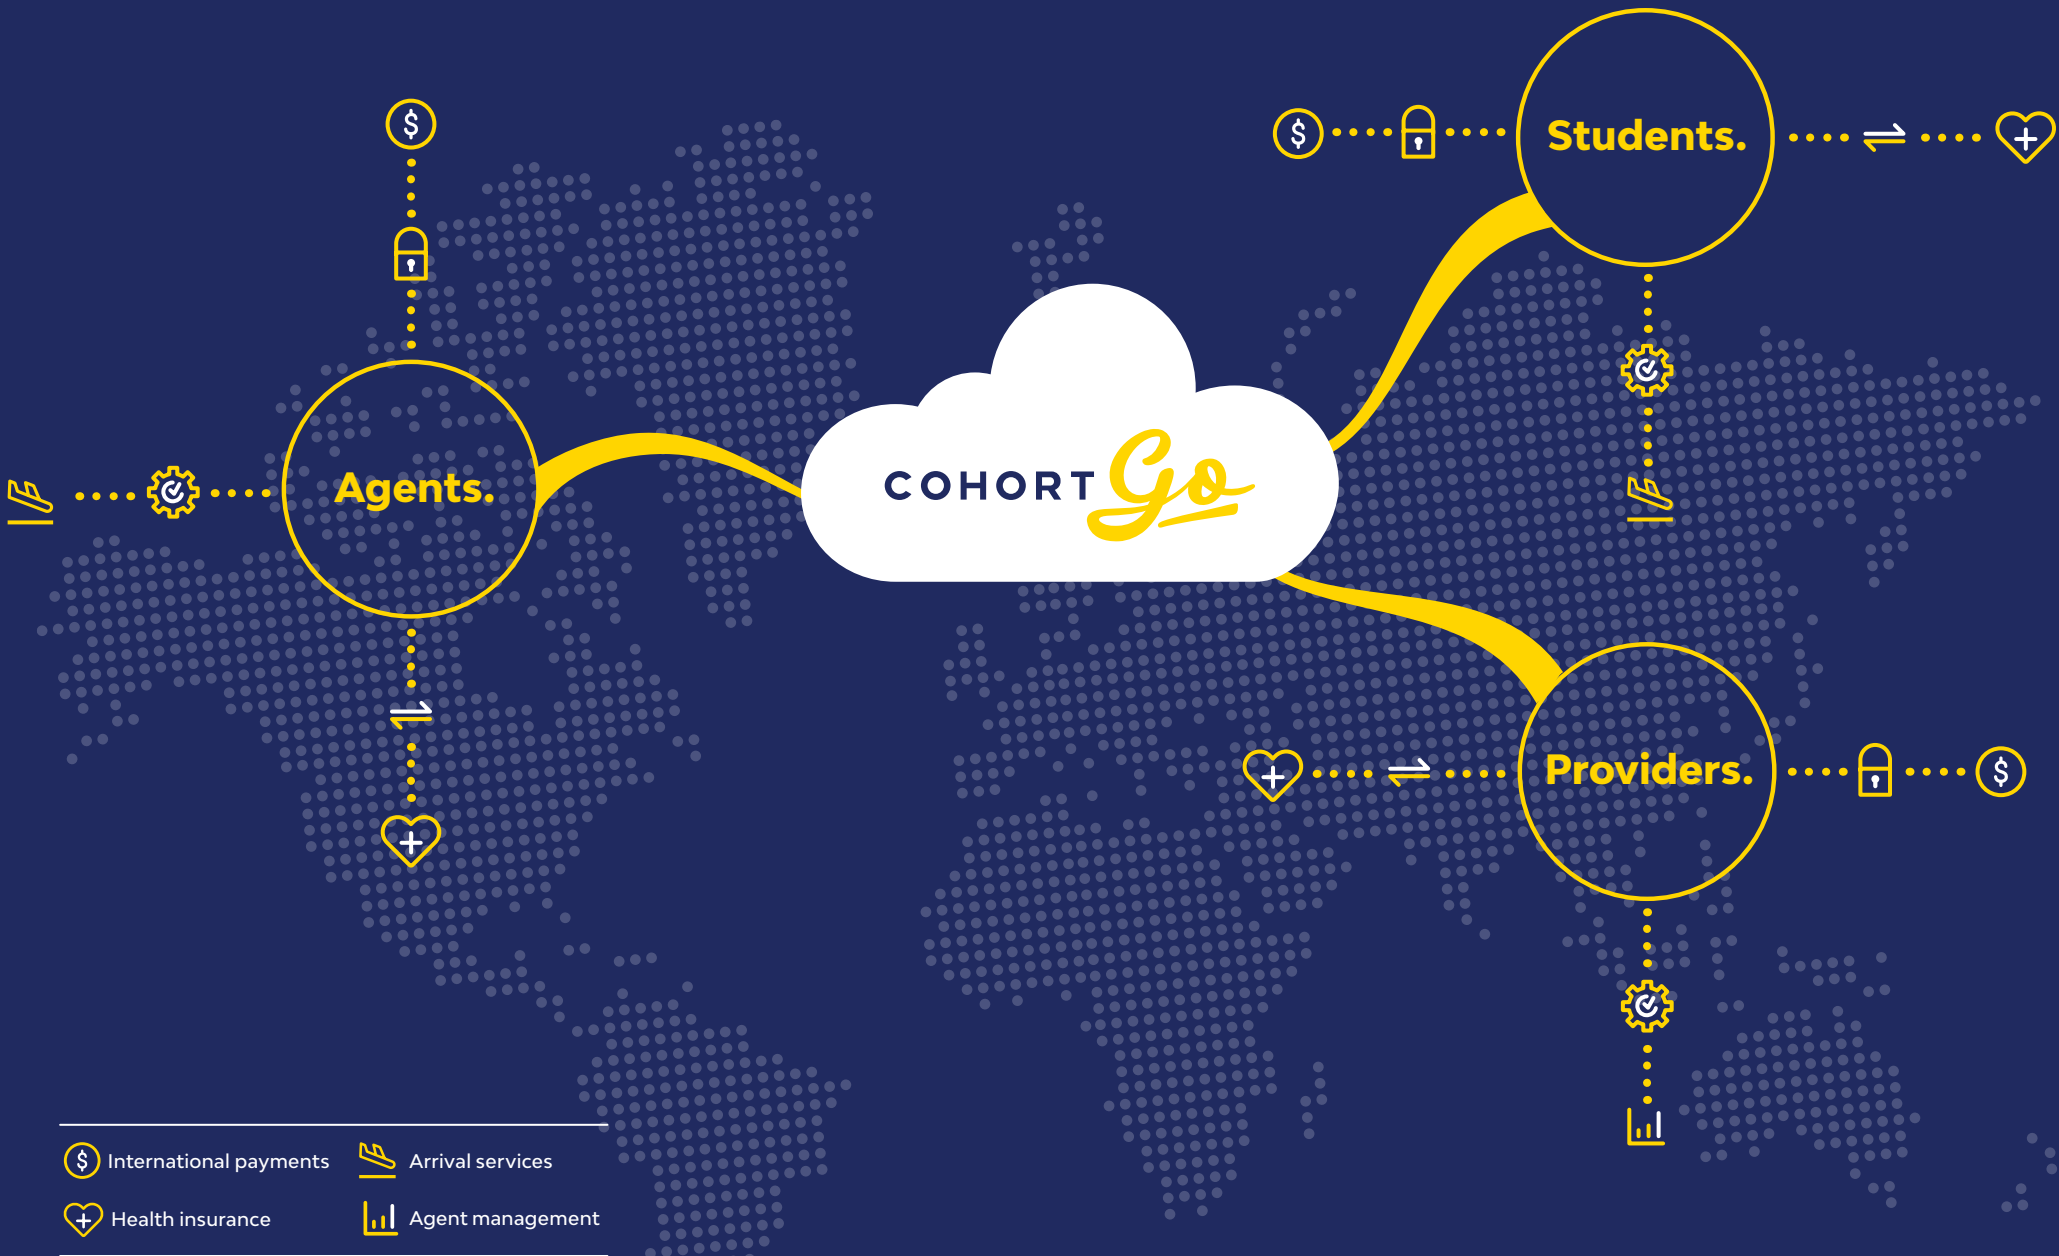 Students.
COHORT Go
Agents.
Providers.
International payments
Arrival services
Health insurance
Agent management